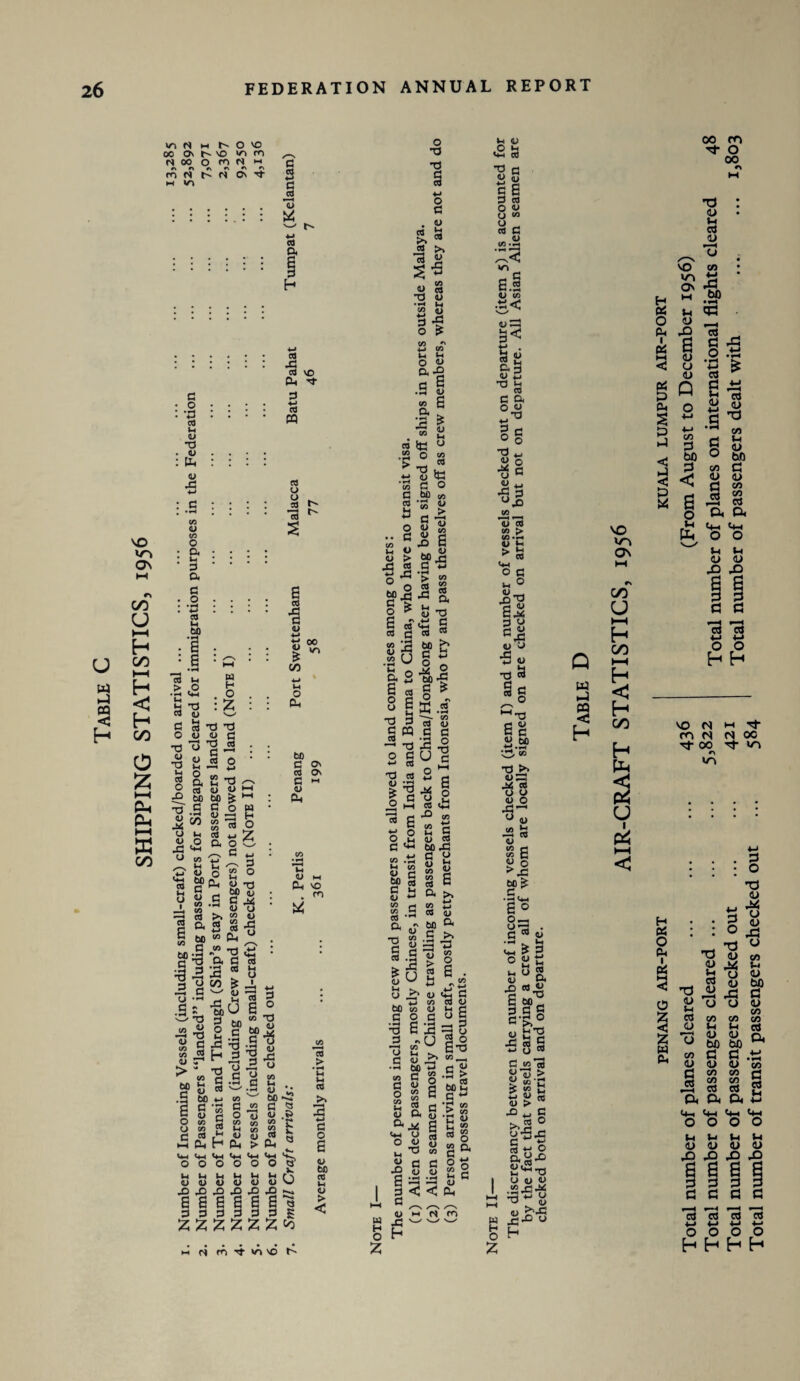 26 FEDERATION ANNUAL REPORT
TABLE C
SHIPPING STATISTICS, 1956
1. Number of Incoming Vessels (including small-craft) checked/boarded on arrival ... 13,285
2. Number of Passengers “landed” including passengers for Singapore cleared for immigration purposes in the Federation ... 52,892
3. Number of Transit and Through (Ship’s stay in Port) passengers landed ... 7,071
4. Number of Persons (including Crew and Passengers) not allowed to land (NOTE I) ... 2,367
5. Number of vessels (including small-craft) checked out (NOTE II) ... 9,250
6. Number of Passengers checked out ... 4,136
7. Small Craft arrivals:
K. Perlis Penang Port Swettenham Malacca Batu Pahat Tumpat (Kelantan)
Average monthly arrivals ... 361 199 58 77 46 7
NOTE I—
The number of persons including crew and passengers not allowed to land comprises among others:
(1) Alien deck passengers, mostly Chinese, in transit from India and Burma to China, who have no transit visa.
(2) Alien seamen mostly Chinese travelling as passengers back to China/Hongkong after having been signed off ships in ports outside Malaya.
(3) Persons arriving in small craft, mostly petty merchants from Indonesia, who try and pass themselves off as crew members, whereas they are not and do
not possess travel documents.
NOTE II—
The discrepancy between the number of incoming vessels checked (item I) and the number of vessels checked out on departure (item 5) is accounted for
by the fact that vessels carrying a crew all of whom are locally signed on are checked on arrival but not on departure. All Asian Alien seamen are
checked both on arrival and on departure.
TABLE D
AIR-CRAFT STATISTICS, 1956
PENANG AIR-PORT
Total number of planes cleared ... 436
Total number of passengers cleared ... 5,822
Total number of passengers checked out ... 421
Total number of transit passengers checked out 584
KUALA LUMPUR AIR-PORT
(From August to December 1956)
Total number of planes on international flights cleared 48
Total number of passengers dealt with ... ... 1,803